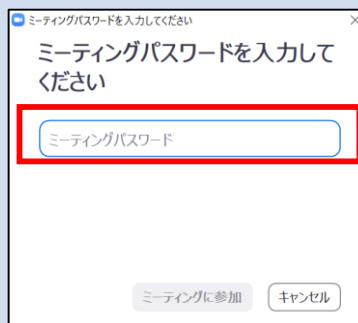 ミーティングパスワードを入力してください
ミーティングパスワードを入力して
ください
ミーティングパスワード
ミーティングに参加
キャンセル